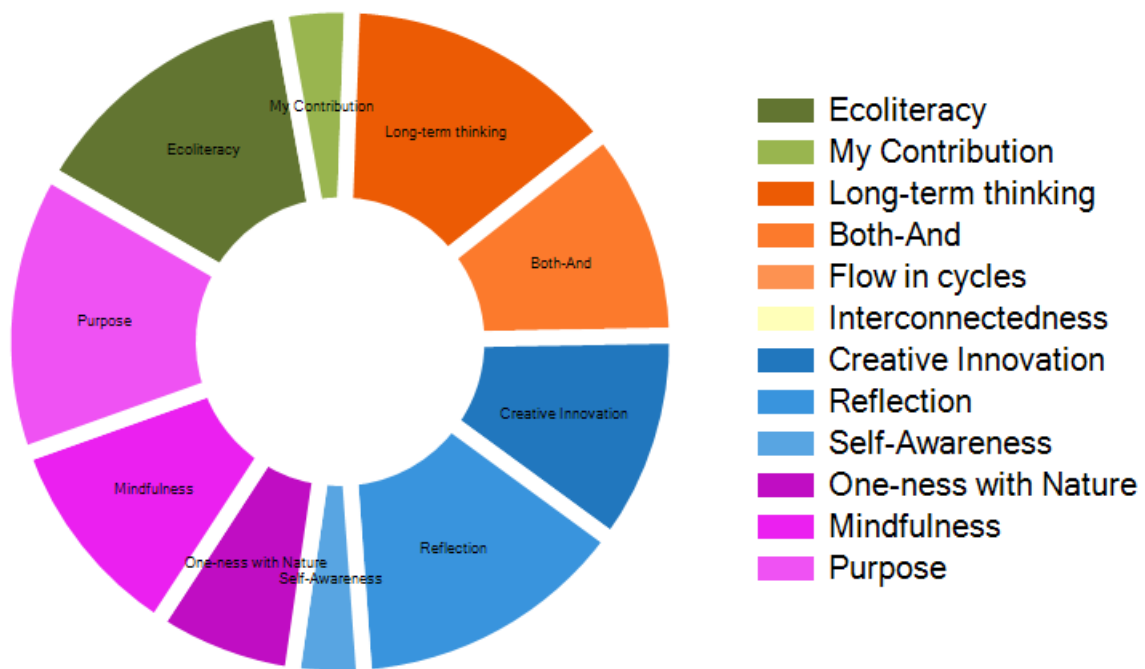 My Contribution
Long-term thinking
Ecoliteracy
Both-And
Purpose
Creative Innovation
Mindfulness
Reflection
One-ness with Nature
Self-Awareness
Ecoliteracy
My Contribution
Long-term thinking
Both-And
Flow in cycles
Interconnectedness
Creative Innovation
Reflection
Self-Awareness
One-ness with Nature
Mindfulness
Purpose